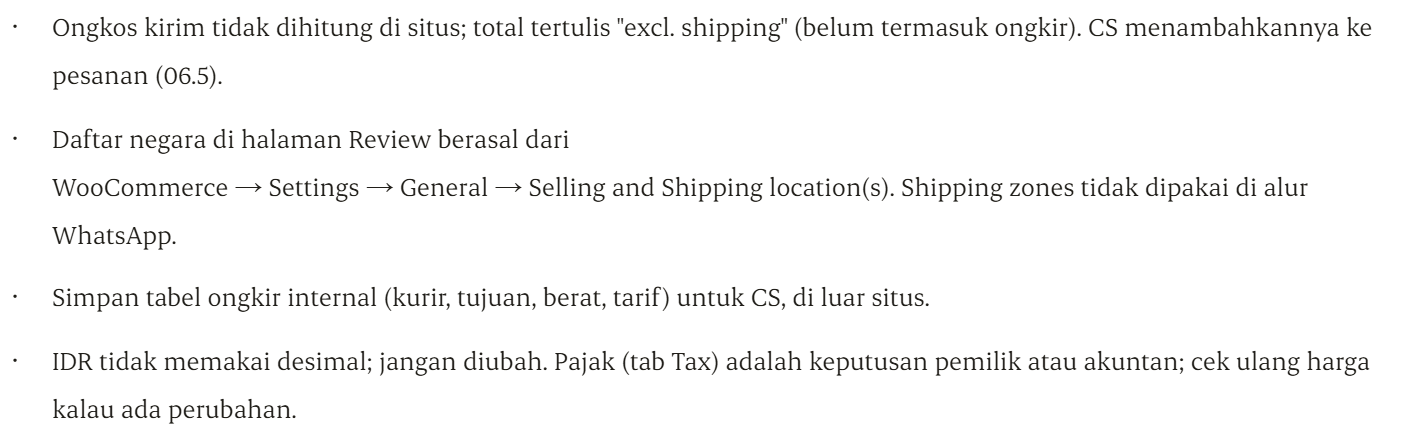 · Ongkos kirim tidak dihitung di situs; total tertulis "excl. shipping" (belum termasuk ongkir). CS menambahkannya ke
pesanan (06.5).
· Daftar negara di halaman Review berasal dari
WooCommerce → Settings → General → Selling and Shipping location(s). Shipping zones tidak dipakai di alur
WhatsApp.
· Simpan tabel ongkir internal (kurir, tujuan, berat, tarif) untuk CS, di luar situs.
· IDR tidak memakai desimal; jangan diubah. Pajak (tab Tax) adalah keputusan pemilik atau akuntan; cek ulang harga
kalau ada perubahan.